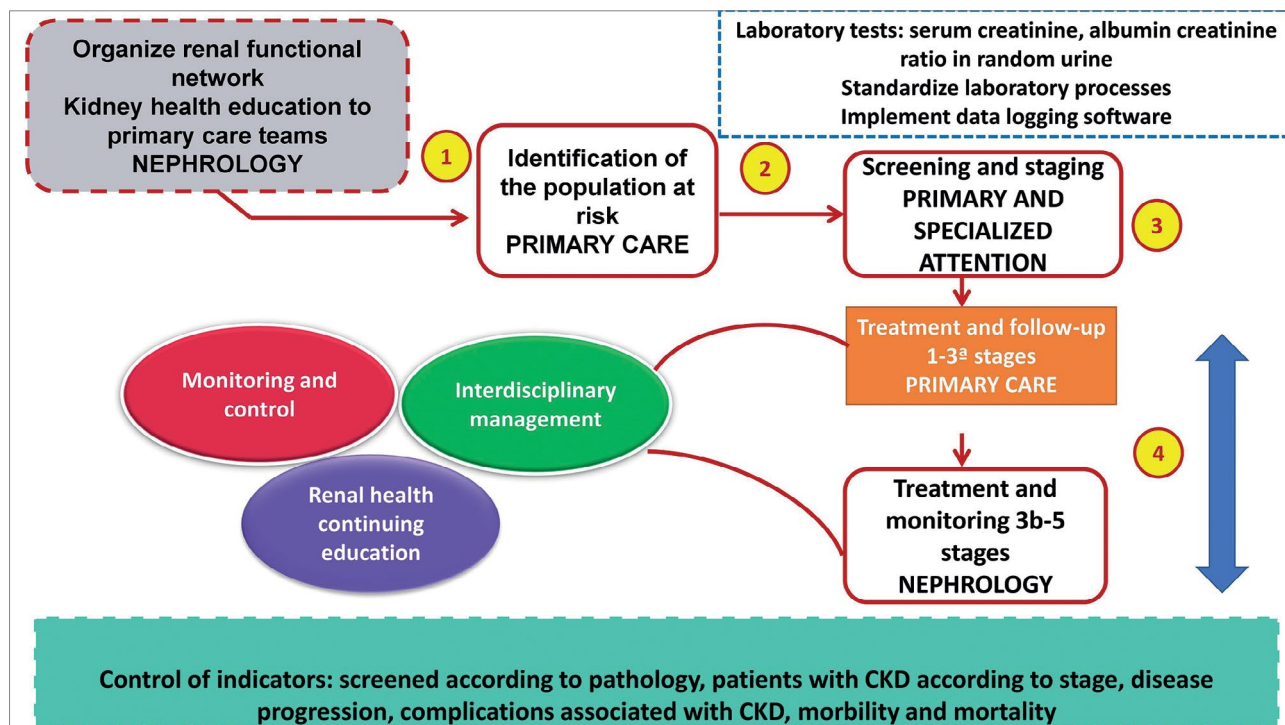 Organize renal functional
network
Kidney health education to
primary care teams
NEPHROLOGY
1
Identification of
the population at
risk
PRIMARY CARE
2
Laboratory tests: serum creatinine, albumin creatinine
ratio in random urine
Standardize laboratory processes
Implement data logging software
Screening and staging
PRIMARY AND
SPECIALIZED
ATTENTION
3
Treatment and follow-up
1-3ª stages
PRIMARY CARE
Monitoring and
control
Interdisciplinary
management
Renal health
continuing
education
4
Treatment and
monitoring 3b-5
stages
NEPHROLOGY
Control of indicators: screened according to pathology, patients with CKD according to stage, disease
progression, complications associated with CKD, morbility and mortality